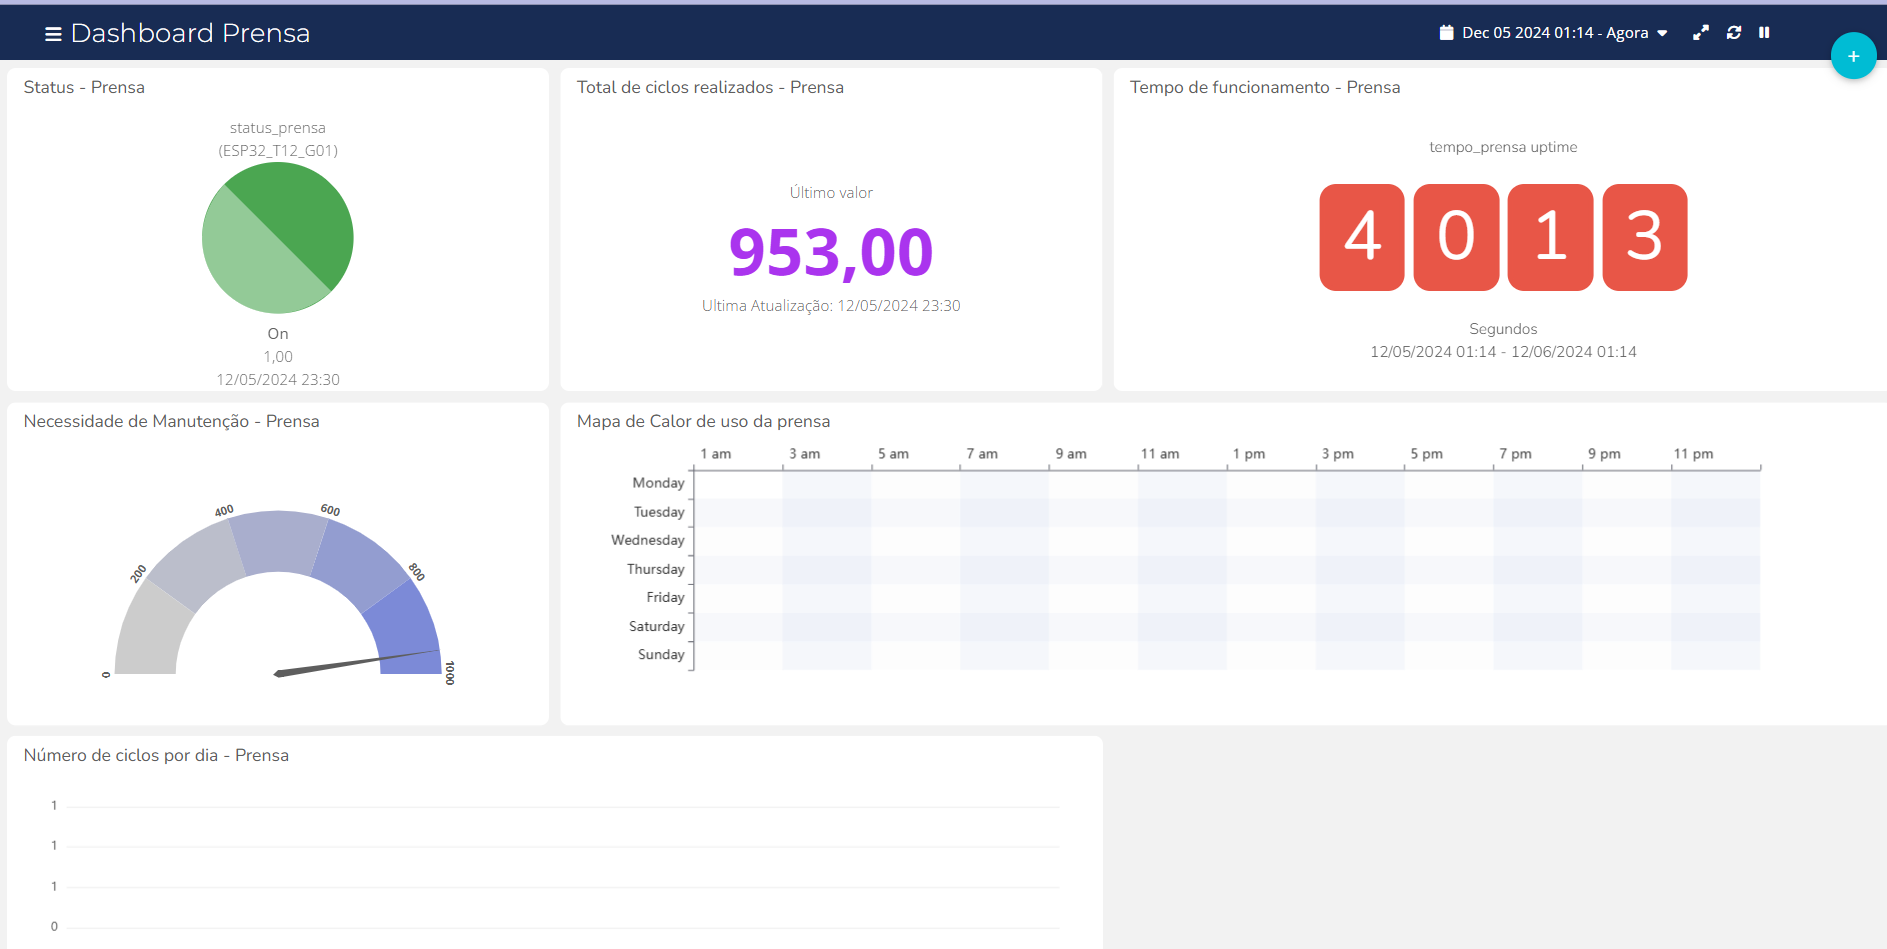 Dashboard Prensa
Dec 05 2024 01:14 - Agora
+
Status - Prensa
status_prensa
(ESP32_T12_G01)
On
1,00
12/05/2024 23:30
Total de ciclos realizados - Prensa
Último valor
953,00
Ultima Atualização: 12/05/2024 23:30
Tempo de funcionamento - Prensa
tempo_prensa uptime
4 0 1 3
Segundos
12/05/2024 01:14 - 12/06/2024 01:14
Necessidade de Manutenção - Prensa
0
200
400
600
800
1000
Mapa de Calor de uso da prensa
1 am 3 am 5 am 7 am 9 am 11 am 1 pm 3 pm 5 pm 7 pm 9 pm 11 pm
Monday
Tuesday
Wednesday
Thursday
Friday
Saturday
Sunday
Número de ciclos por dia - Prensa
1
1
1
0